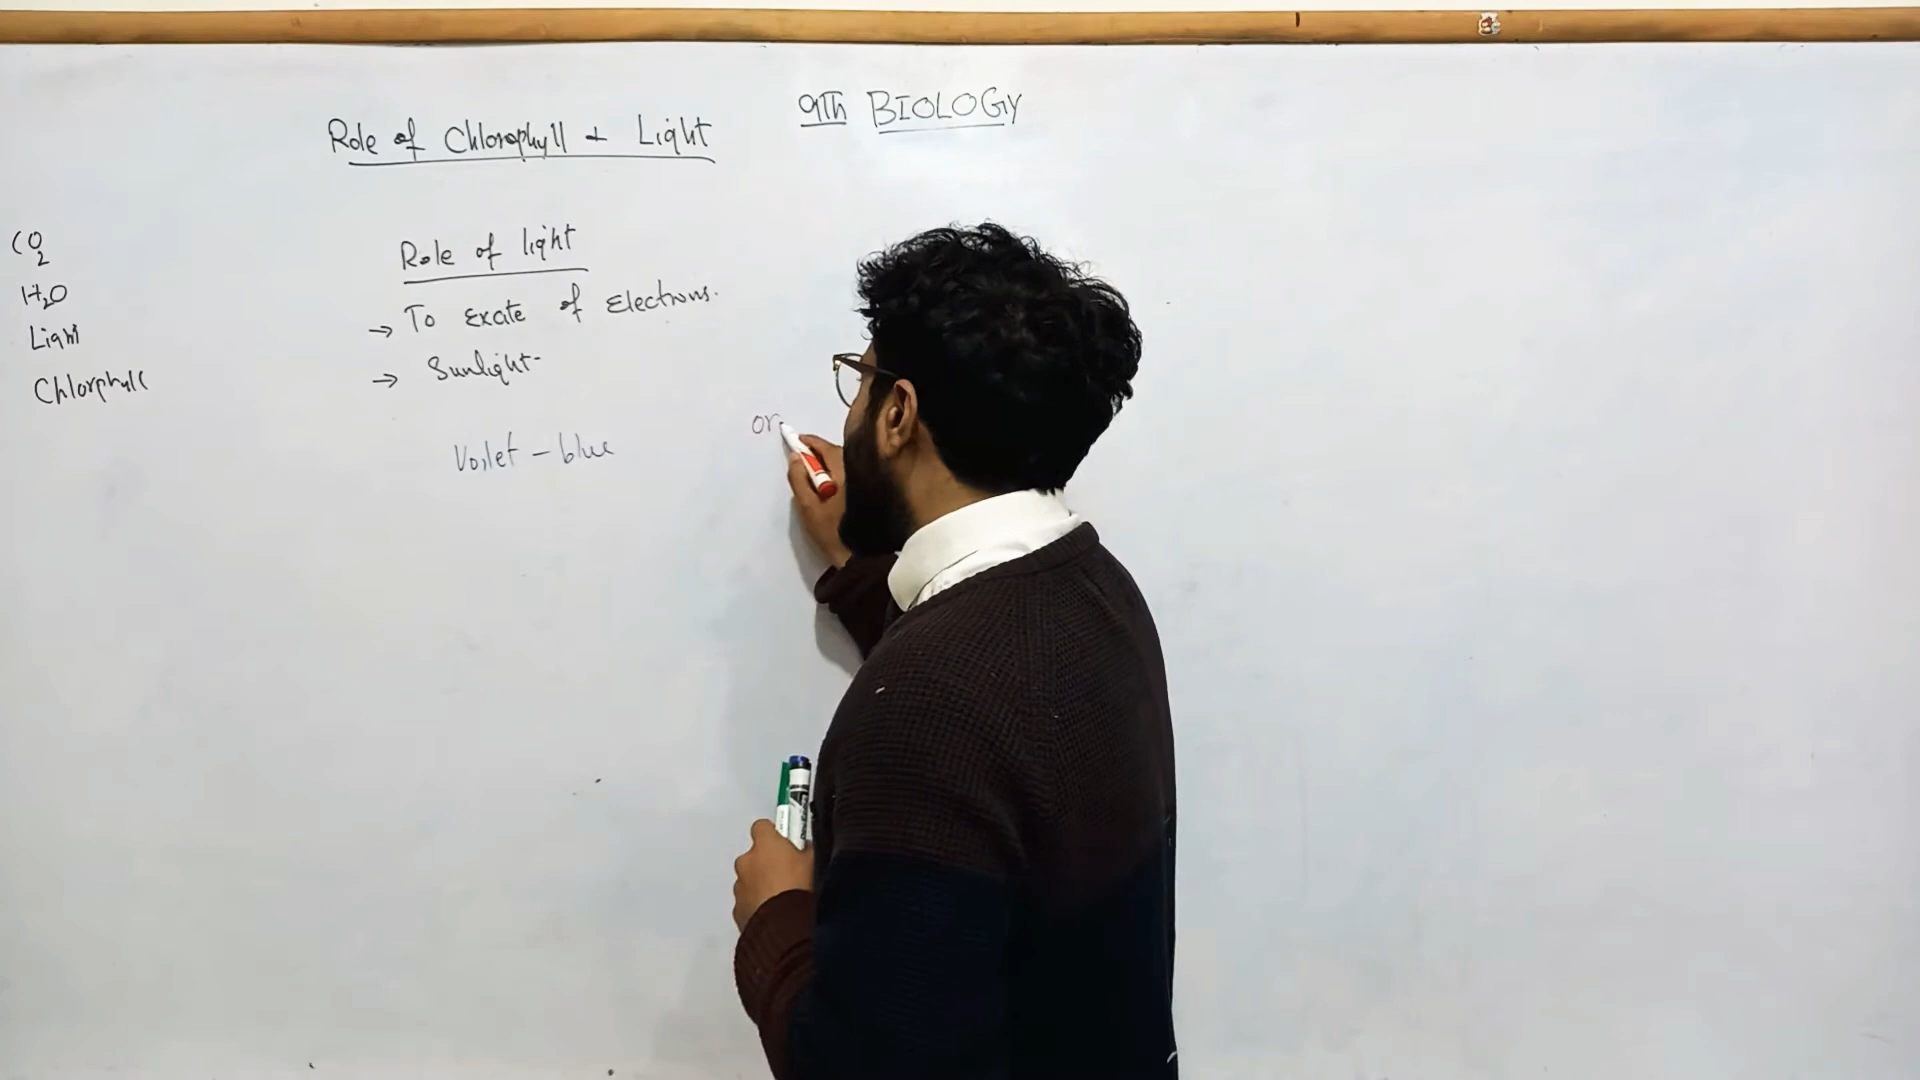 9Th BIOLOGY
Role of Chlorophyll & Light
CO2
H2O
Light
Chlorphyll
Role of light
→ To Excite of Electrons.
→ Sunlight-
Voilet - blue
or